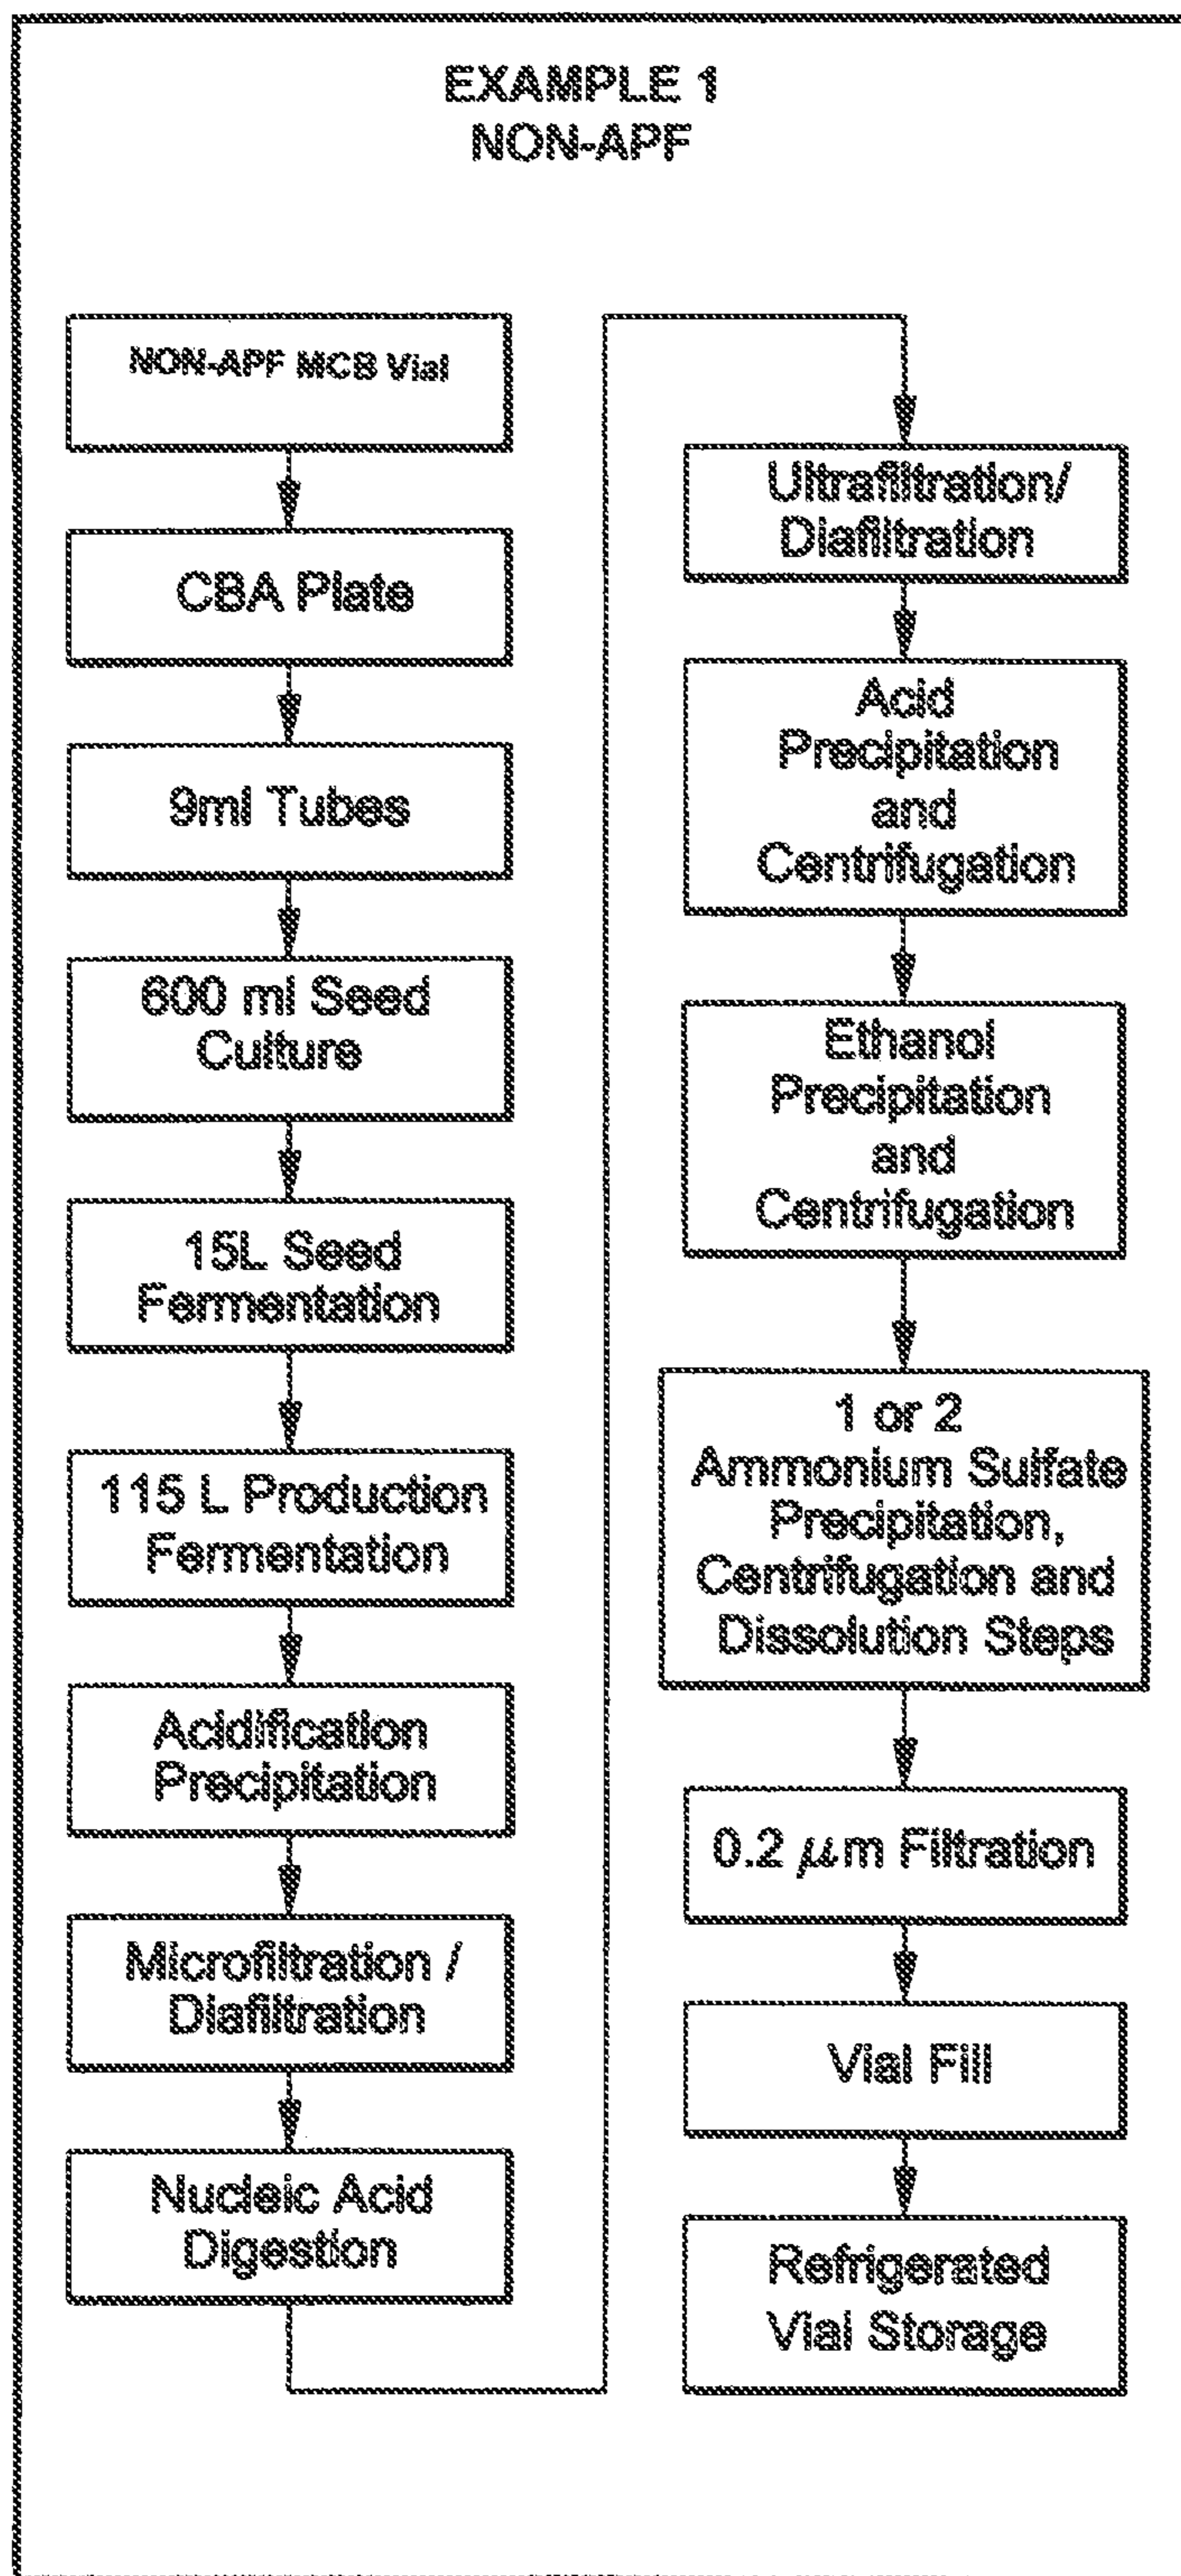 EXAMPLE 1
NON-APF
NON-APF MCB Vial
CBA Plate
9ml Tubes
600 ml Seed
Culture
15L Seed
Fermentation
115 L Production
Fermentation
Acidification
Precipitation
Microfiltration /
Diafiltration
Nucleic Acid
Digestion
Ultrafiltration/
Diafiltration
Acid
Precipitation
and
Centrifugation
Ethanol
Precipitation
and
Centrifugation
1 or 2
Ammonium Sulfate
Precipitation,
Centrifugation and
Dissolution Steps
0.2 μm Filtration
Vial Fill
Refrigerated
Vial Storage